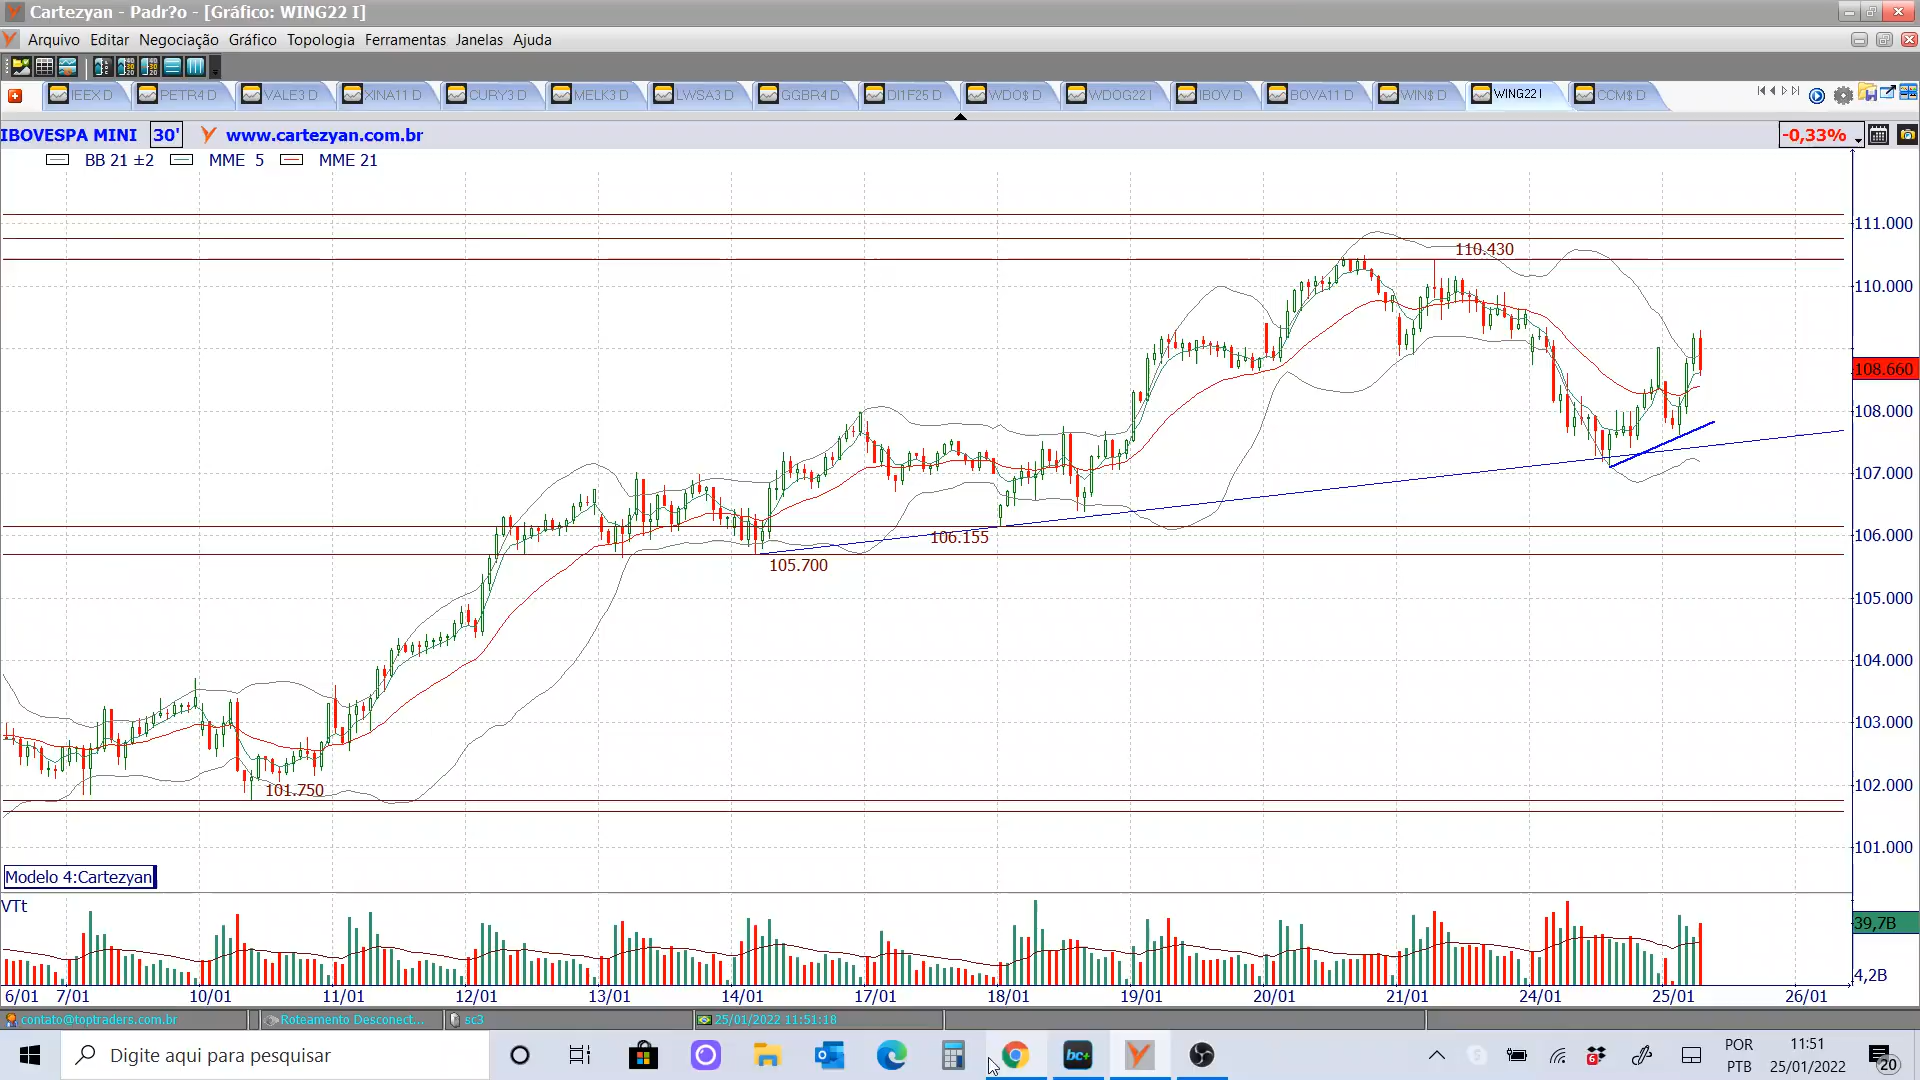 Cartezyan - Padr?o - [Gráfico: WING22 I]
Arquivo Editar Negociação Gráfico Topologia Ferramentas Janelas Ajuda
IEEX D PETR4 D VALE3 D XINA11 D CURY3 D MELK3 D LWSA3 D GGBR4 D DI1F25 D WDO$ D WDOG22 I IBOV D BOVA11 D WIN$ D WING22 I CCM$ D
IBOVESPA MINI 30' www.cartezyan.com.br -0,33%
BB 21 ±2 MME 5 MME 21
111.000
110.430
110.000
108.660
108.000
107.000
106.155
106.000
105.700
105.000
104.000
103.000
102.000
101.750
101.000
Modelo 4:Cartezyan
VTt
39,7B
4,2B
6/01 7/01 10/01 11/01 12/01 13/01 14/01 17/01 18/01 19/01 20/01 21/01 24/01 25/01 26/01
contato@toptraders.com.br Roteamento Desconect... sc3 25/01/2022 11:51:18
Digite aqui para pesquisar
bc+
6
POR
PTB
11:51
25/01/2022
20